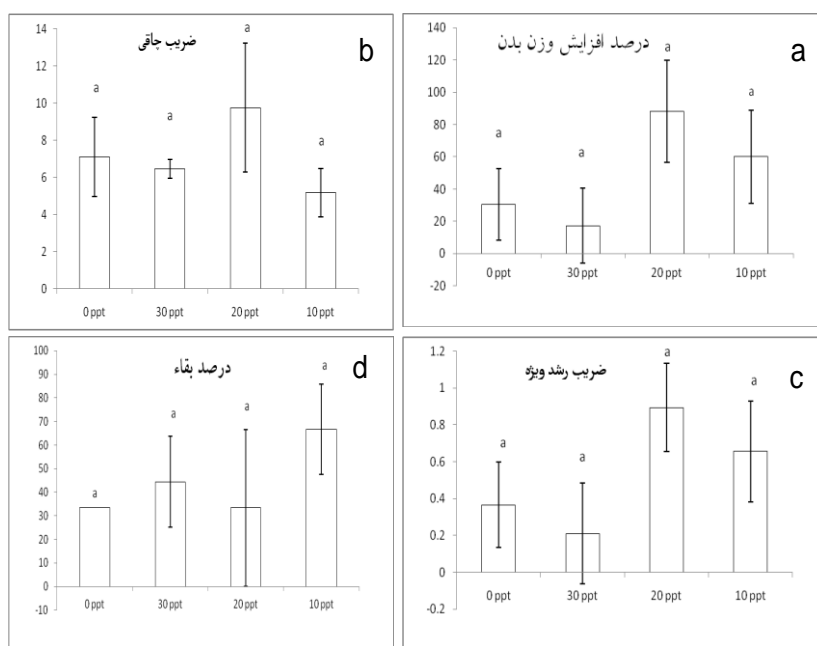 درصد افزایش وزن بدن
a
140
120
100
80
60
40
20
0
-20
a
a
a
a
0 ppt
30 ppt
20 ppt
10 ppt
ضریب چاقی
b
14
12
10
8
6
4
2
0
a
a
a
a
0 ppt
30 ppt
20 ppt
10 ppt
ضریب رشد ویژه
c
1.2
1
0.8
0.6
0.4
0.2
0
-0.2
a
a
a
a
0 ppt
30 ppt
20 ppt
10 ppt
درصد بقاء
d
100
90
80
70
60
50
40
30
20
10
0
-10
a
a
a
a
0 ppt
30 ppt
20 ppt
10 ppt